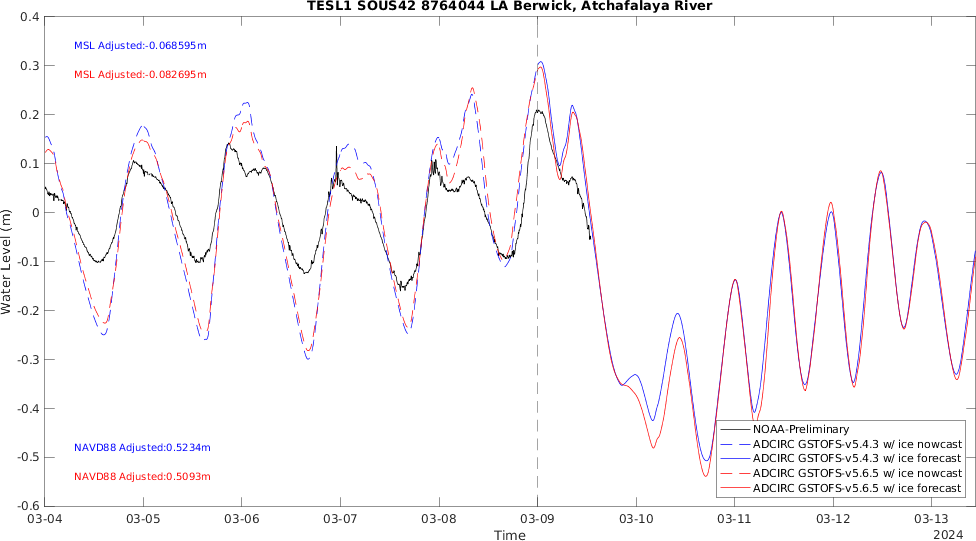 TESL1 SOUS42 8764044 LA Berwick, Atchafalaya River
0.4
0.3
0.2
0.1
0
-0.1
-0.2
-0.3
-0.4
-0.5
-0.6
Water Level (m)
MSL Adjusted:-0.068595m
MSL Adjusted:-0.082695m
NAVD88 Adjusted:0.5234m
NAVD88 Adjusted:0.5093m
NOAA-Preliminary
ADCIRC GSTOFS-v5.4.3 w/ ice nowcast
ADCIRC GSTOFS-v5.4.3 w/ ice forecast
ADCIRC GSTOFS-v5.6.5 w/ ice nowcast
ADCIRC GSTOFS-v5.6.5 w/ ice forecast
03-04 03-05 03-06 03-07 03-08 03-09 03-10 03-11 03-12 03-13
Time
2024